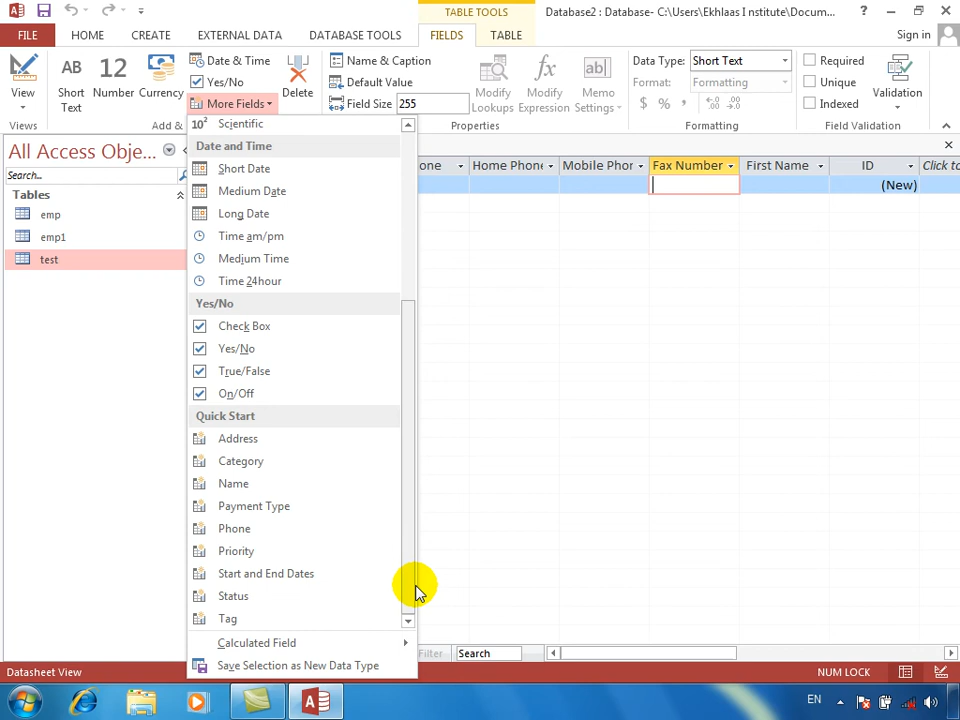 TABLE TOOLS
Database2 : Database- C:\Users\Ekhlaas I nstitute\Docum...
?
FILE
HOME
CREATE
EXTERNAL DATA
DATABASE TOOLS
FIELDS
TABLE
Sign in
View
Views
AB
Short
Text
12
Number
Currency
Date & Time
Yes/No
More Fields
Delete
Add &
Name & Caption
Default Value
Field Size 255
Modify
Lookups
fx
Modify
Expression
ab
Memo
Settings
Properties
Data Type: Short Text
Format: Formatting
$ % ,
Formatting
Required
Unique
Indexed
Validation
Field Validation
All Access Obje...
Search...
Tables
emp
emp1
test
10² Scientific
Date and Time
Short Date
Medium Date
Long Date
Time am/pm
Medium Time
Time 24hour
Yes/No
Check Box
Yes/No
True/False
On/Off
Quick Start
Address
Category
Name
Payment Type
Phone
Priority
Start and End Dates
Status
Tag
Calculated Field
Save Selection as New Data Type
one
Home Phone
Mobile Phor
Fax Number
First Name
ID
Click to
(New)
Filter
Search
Datasheet View
NUM LOCK
EN